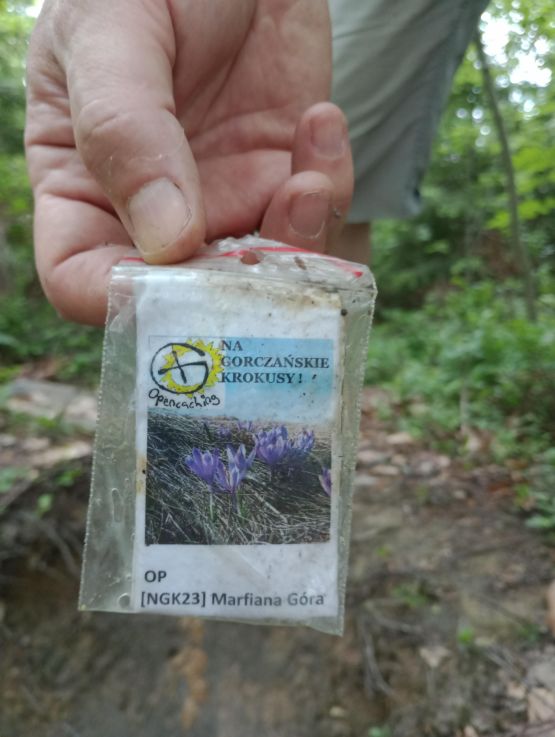 NA
GORCZAŃSKIE
KROKUSY!
Opencaching
OP
[NGK23] Marfiana Góra